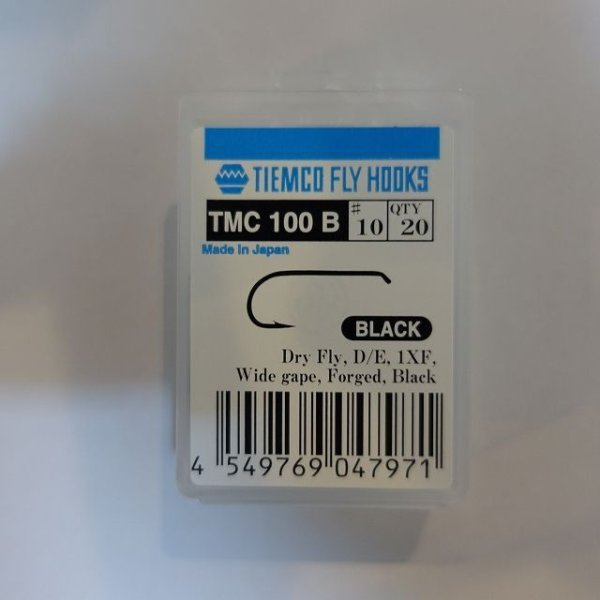 TIEMCO FLY HOOKS
TMC 100 B # 10 QTY 20
Made In Japan
BLACK
Dry Fly, D/E, 1XF,
Wide gape, Forged, Black
4 549769 047971